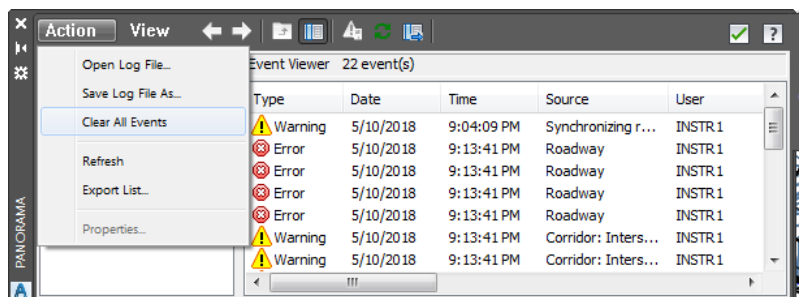 Action View
Open Log File...
Save Log File As...
Clear All Events
Refresh
Export List...
Properties...
PANORAMA
Event Viewer 22 event(s)
Type Date Time Source User
Warning 5/10/2018 9:04:09 PM Synchronizing r... INSTR1
Error 5/10/2018 9:13:41 PM Roadway INSTR1
Error 5/10/2018 9:13:41 PM Roadway INSTR1
Error 5/10/2018 9:13:41 PM Roadway INSTR1
Error 5/10/2018 9:13:41 PM Roadway INSTR1
Warning 5/10/2018 9:13:41 PM Corridor: Inters... INSTR1
Warning 5/10/2018 9:13:41 PM Corridor: Inters... INSTR1